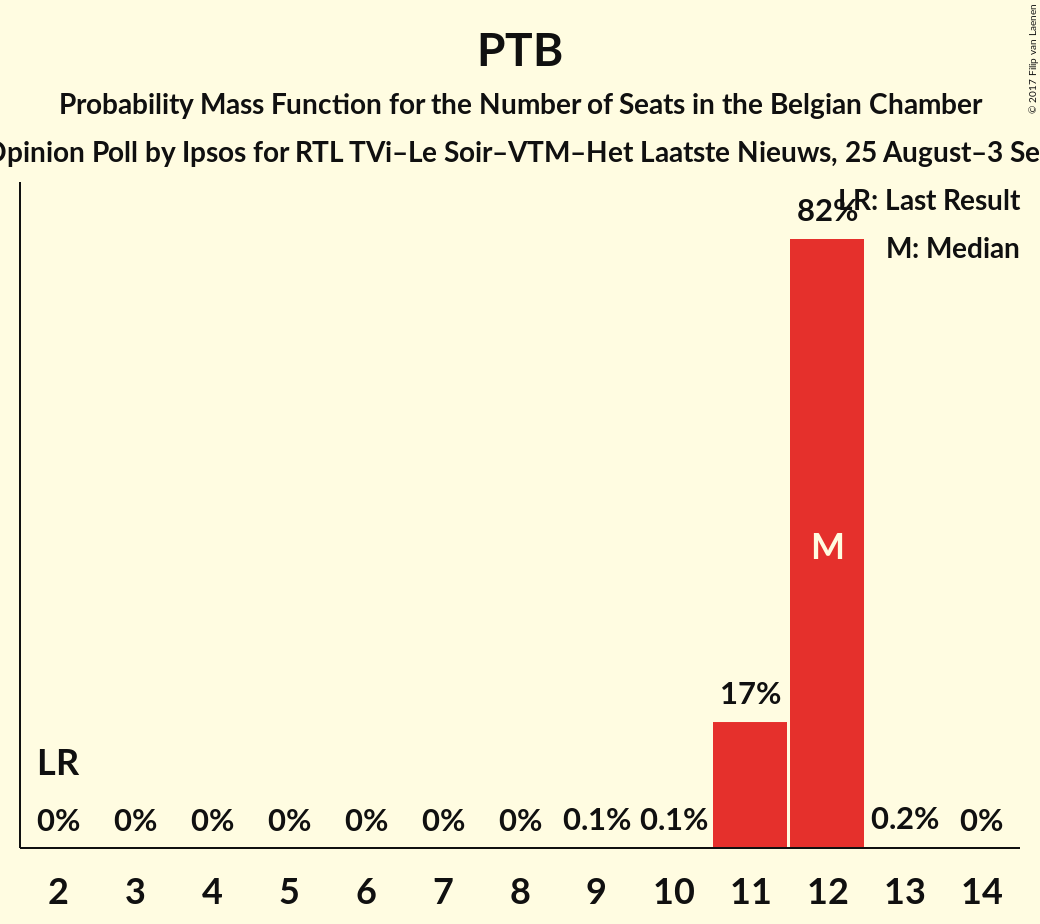 PTB
Probability Mass Function for the Number of Seats in the Belgian Chamber
Opinion Poll by Ipsos for RTL TVi–Le Soir–VTM–Het Laatste Nieuws, 25 August–3 Se
© 2017 Filip van Laenen
LR: Last Result
M: Median
82%
M
17%
LR
0% 0% 0% 0% 0% 0% 0% 0.1% 0.1% 0.2% 0%
2 3 4 5 6 7 8 9 10 11 12 13 14